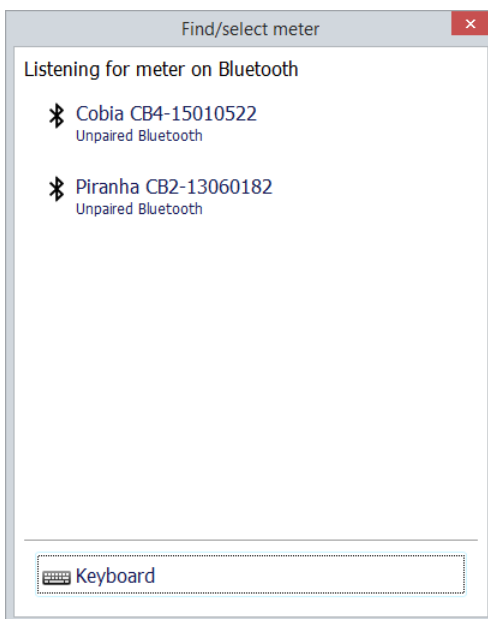 Find/select meter
Listening for meter on Bluetooth
Cobia CB4-15010522
Unpaired Bluetooth
Piranha CB2-13060182
Unpaired Bluetooth
Keyboard